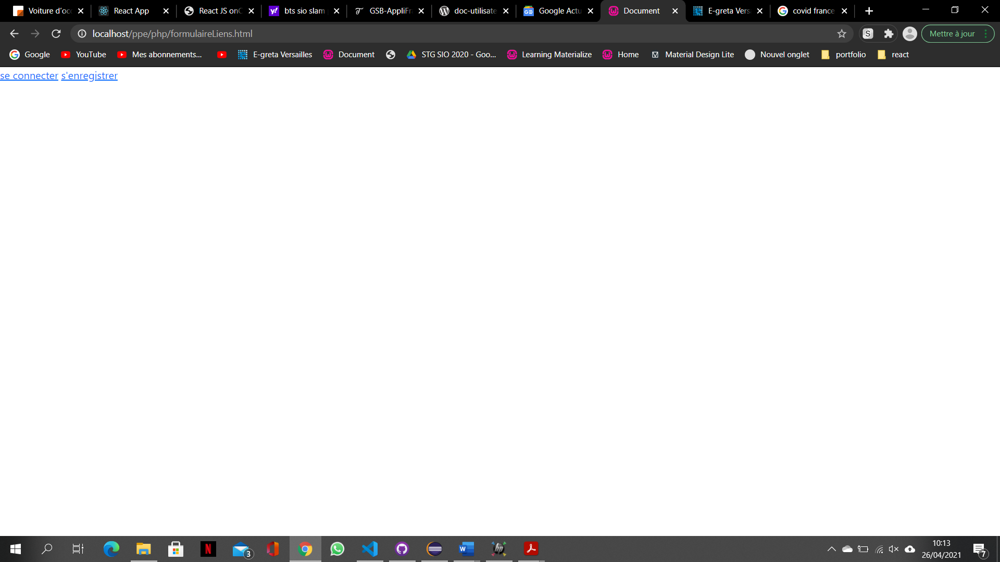 Voiture d'occ
React App
React JS onC
bts sio slam
GSB-AppliFra
doc-utilisate
Google Actu
Document
E-greta Vers
covid france
localhost/ppe/php/formulaireLiens.html
S
Mettre à jour
Google
YouTube
Mes abonnements...
E-greta Versailles
Document
STG SIO 2020 - Goo...
Learning Materialize
Home
Material Design Lite
Nouvel onglet
portfolio
react
se connecter s'enregistrer
3
10:13
26/04/2021
7